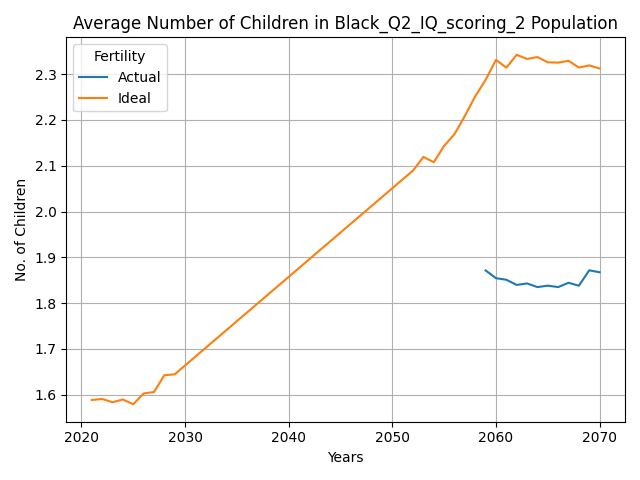 Average Number of Children in Black_Q2_IQ_scoring_2 Population
Fertility
Actual
Ideal
No. of Children
2.3
2.2
2.1
2.0
1.9
1.8
1.7
1.6
2020 2030 2040 2050 2060 2070
Years